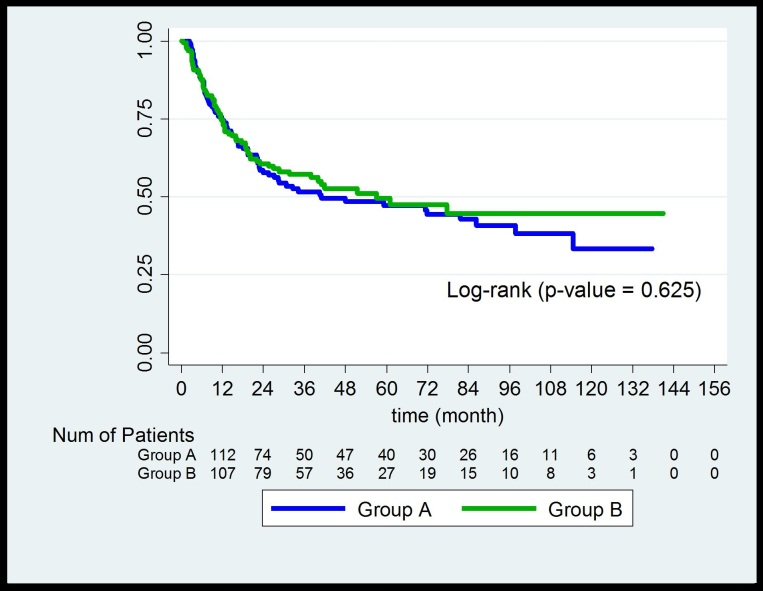 1.00
0.75
0.50
0.25
0.00
Log-rank (p-value = 0.625)
0 12 24 36 48 60 72 84 96 108 120 132 144 156
time (month)
Num of Patients
Group A 112 74 50 47 40 30 26 16 11 6 3 0 0
Group B 107 79 57 36 27 19 15 10 8 3 1 0 0
Group A Group B